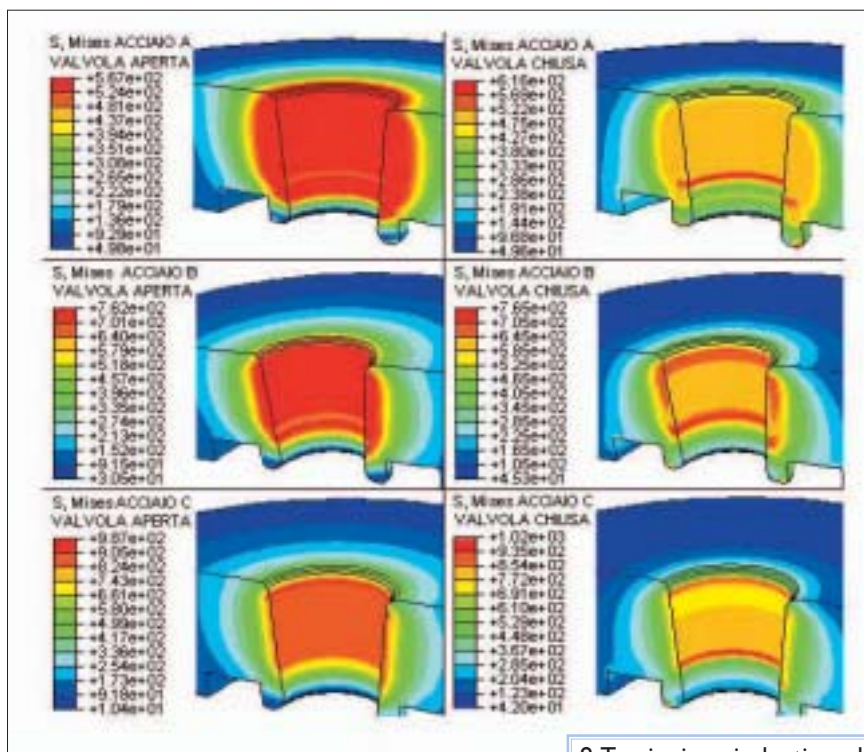 S, Mises ACCIAIO A
VALVOLA APERTA
+5.67e+02
+5.24e+02
+4.81e+02
+4.37e+02
+3.94e+02
+3.51e+02
+3.08e+02
+2.65e+02
+2.22e+02
+1.79e+02
+1.36e+02
+9.29e+01
+4.98e+01
S, Mises ACCIAIO A
VALVOLA CHIUSA
+6.16e+02
+5.69e+02
+5.22e+02
+4.75e+02
+4.27e+02
+3.80e+02
+3.33e+02
+2.86e+02
+2.38e+02
+1.91e+02
+1.44e+02
+9.68e+01
+4.96e+01
S, Mises ACCIAIO B
VALVOLA APERTA
+7.62e+02
+7.01e+02
+6.40e+02
+5.79e+02
+5.18e+02
+4.57e+02
+3.96e+02
+3.35e+02
+2.74e+02
+2.13e+02
+1.52e+02
+9.15e+01
+3.05e+01
S, Mises ACCIAIO B
VALVOLA CHIUSA
+7.65e+02
+7.05e+02
+6.45e+02
+5.85e+02
+5.25e+02
+4.65e+02
+4.05e+02
+3.45e+02
+2.85e+02
+2.25e+02
+1.65e+02
+1.05e+02
+4.53e+01
S, Mises ACCIAIO C
VALVOLA APERTA
+9.87e+02
+9.05e+02
+8.24e+02
+7.43e+02
+6.61e+02
+5.80e+02
+4.99e+02
+4.17e+02
+3.36e+02
+2.54e+02
+1.73e+02
+9.18e+01
+1.04e+01
S, Mises ACCIAIO C
VALVOLA CHIUSA
+1.02e+03
+9.35e+02
+8.54e+02
+7.72e+02
+6.91e+02
+6.10e+02
+5.29e+02
+4.48e+02
+3.67e+02
+2.85e+02
+2.04e+02
+1.23e+02
+4.20e+01